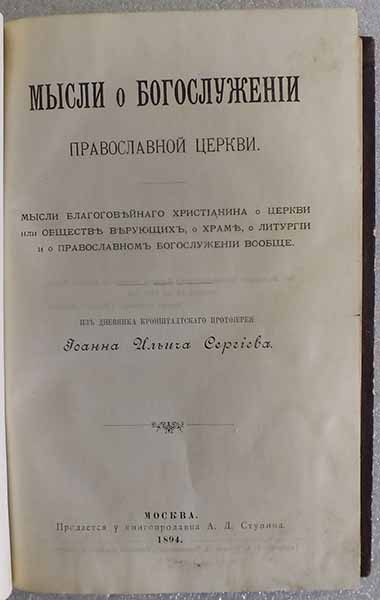 МЫСЛИ о БОГОСЛУЖЕНІИ
ПРАВОСЛАВНОЙ ЦЕРКВИ.
МЫСЛИ БЛАГОГОВѢЙНАГО ХРИСТІАНИНА о ЦЕРКВИ
или ОБЩЕСТВѢ ВѢРУЮЩИХЪ, о ХРАМѢ, о ЛИТУРГІИ
и о ПРАВОСЛАВНОМЪ БОГОСЛУЖЕНІИ ВООБЩЕ.
ИЗЪ ДНЕВНИКА КРОНШТАДТСКАГО ПРОТОІЕРЕЯ
Іоанна Ильича Сергіева.
МОСКВА.
Продается у книгопродавца А. Д. Ступина.
1894.